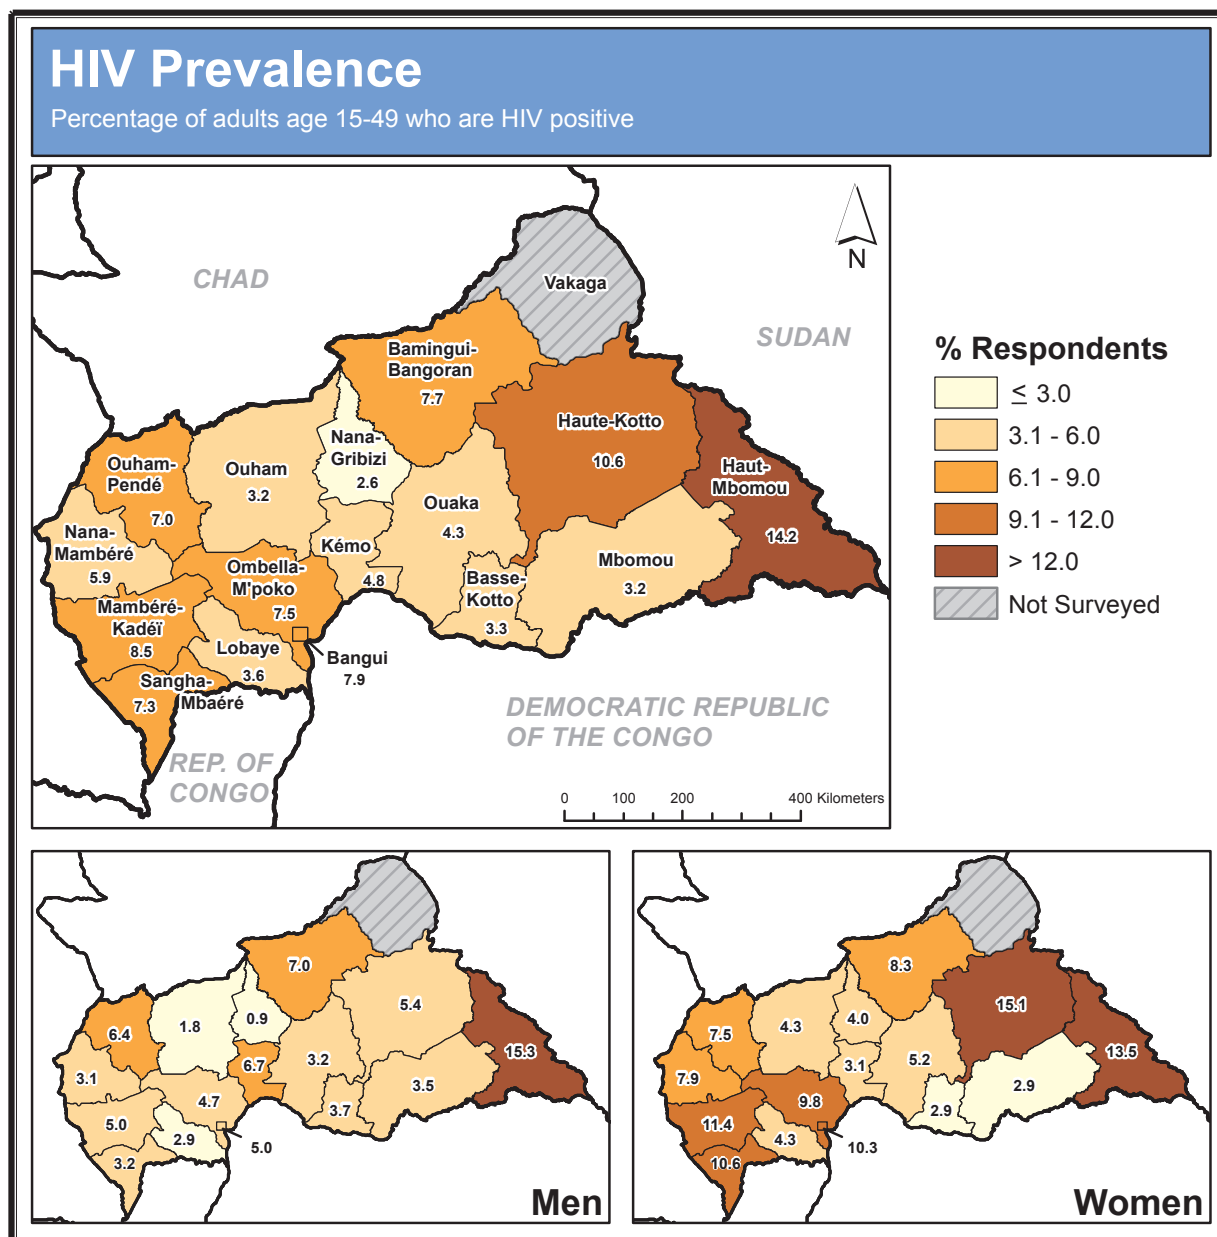 HIV Prevalence
Percentage of adults age 15-49 who are HIV positive
CHAD
SUDAN
N
Vakaga
Bamingui-
Bangoran
7.7
Haute-Kotto
10.6
Haut-
Mbomou
14.2
Nana-
Gribizi
2.6
Ouham
3.2
Ouham-
Pendé
7.0
Ouaka
4.3
Nana-
Mambéré
5.9
Kémo
4.8
Mbomou
3.2
Ombella-
M'poko
7.5
Basse-
Kotto
3.3
Mambéré-
Kadéï
8.5
Lobaye
3.6
Bangui
7.9
Sangha-
Mbaéré
7.3
DEMOCRATIC REPUBLIC
OF THE CONGO
REP. OF
CONGO
0 100 200 400 Kilometers
% Respondents
≤ 3.0
3.1 - 6.0
6.1 - 9.0
9.1 - 12.0
> 12.0
Not Surveyed
7.0
5.4
15.3
0.9
1.8
6.4
3.2
6.7
3.1
3.5
4.7
3.7
5.0
2.9
5.0
3.2
Men
8.3
15.1
13.5
4.0
4.3
7.5
5.2
3.1
7.9
2.9
9.8
2.9
11.4
4.3
10.3
10.6
Women